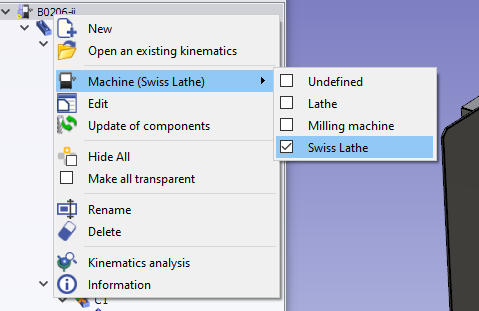 B0206-ii
New
Open an existing kinematics
Machine (Swiss Lathe)
Undefined
Lathe
Milling machine
Swiss Lathe
Edit
Update of components
Hide All
Make all transparent
Rename
Delete
Kinematics analysis
Information
C1